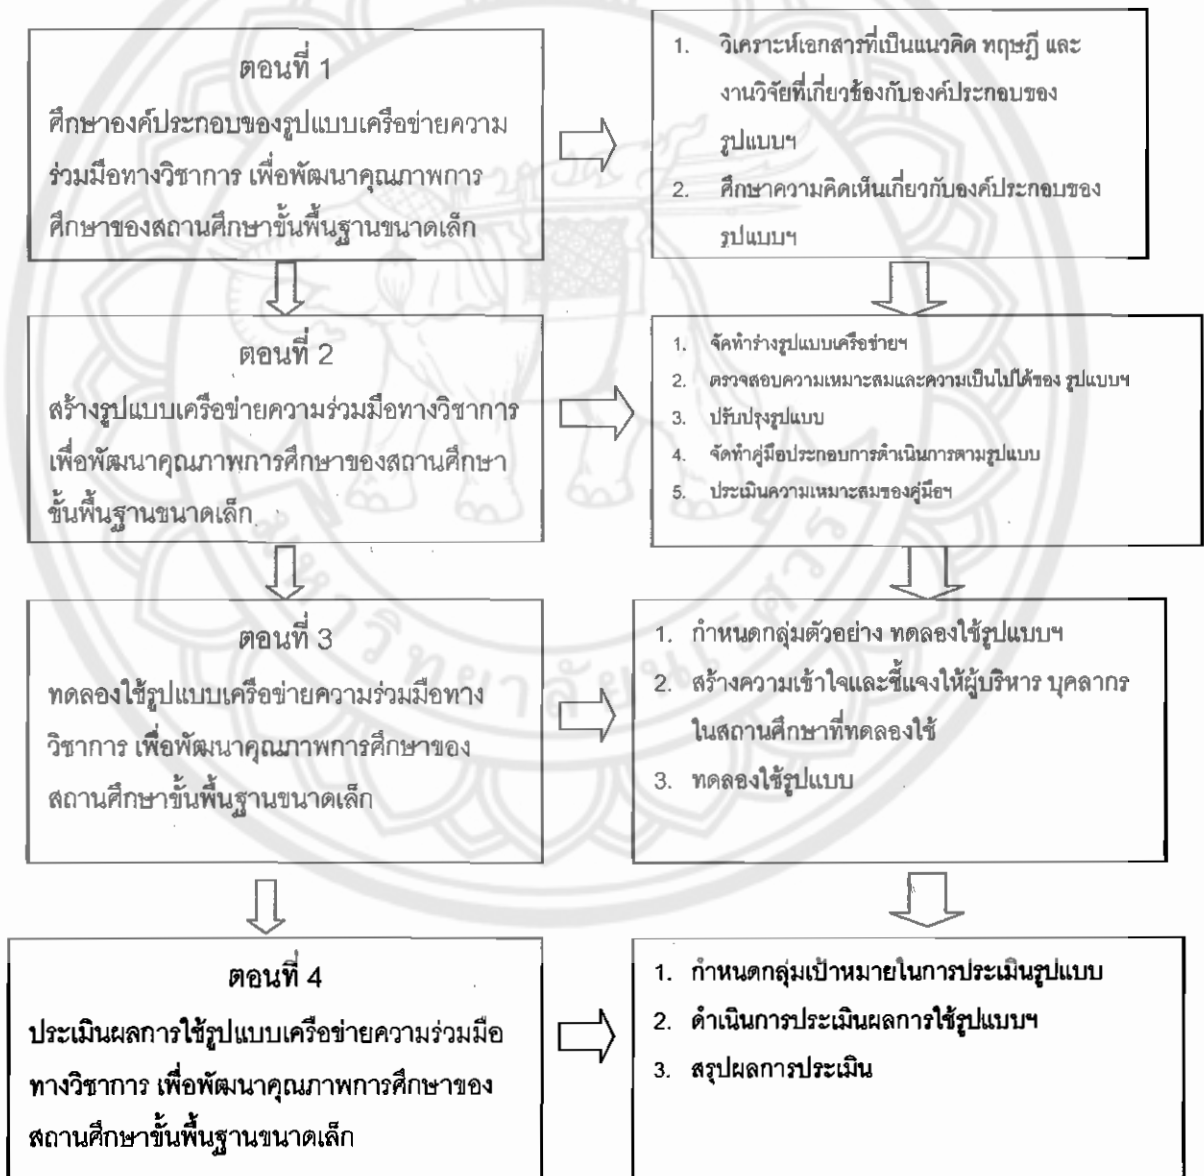 ตอนที่ 1
ศึกษาองค์ประกอบของรูปแบบเครือข่ายความ
ร่วมมือทางวิชาการ เพื่อพัฒนาคุณภาพการ
ศึกษาของสถานศึกษาขั้นพื้นฐานขนาดเล็ก
1. วิเคราะห์เอกสารที่เป็นแนวคิด ทฤษฎี และ
งานวิจัยที่เกี่ยวข้องกับองค์ประกอบของ
รูปแบบฯ
2. ศึกษาความคิดเห็นเกี่ยวกับองค์ประกอบของ
รูปแบบฯ
ตอนที่ 2
สร้างรูปแบบเครือข่ายความร่วมมือทางวิชาการ
เพื่อพัฒนาคุณภาพการศึกษาของสถานศึกษา
ขั้นพื้นฐานขนาดเล็ก
1. จัดทำร่างรูปแบบเครือข่ายฯ
2. ตรวจสอบความเหมาะสมและความเป็นไปได้ของ รูปแบบฯ
3. ปรับปรุงรูปแบบ
4. จัดทำคู่มือประกอบการดำเนินการตามรูปแบบ
5. ประเมินความเหมาะสมของคู่มือฯ
ตอนที่ 3
ทดลองใช้รูปแบบเครือข่ายความร่วมมือทาง
วิชาการ เพื่อพัฒนาคุณภาพการศึกษาของ
สถานศึกษาขั้นพื้นฐานขนาดเล็ก
1. กำหนดกลุ่มตัวอย่าง ทดลองใช้รูปแบบฯ
2. สร้างความเข้าใจและชี้แจงให้ผู้บริหาร บุคลากร
ในสถานศึกษาที่ทดลองใช้
3. ทดลองใช้รูปแบบ
ตอนที่ 4
ประเมินผลการใช้รูปแบบเครือข่ายความร่วมมือ
ทางวิชาการ เพื่อพัฒนาคุณภาพการศึกษาของ
สถานศึกษาขั้นพื้นฐานขนาดเล็ก
1. กำหนดกลุ่มเป้าหมายในการประเมินรูปแบบ
2. ดำเนินการประเมินผลการใช้รูปแบบฯ
3. สรุปผลการประเมิน
มหาวิทยาลัยนเรศวร